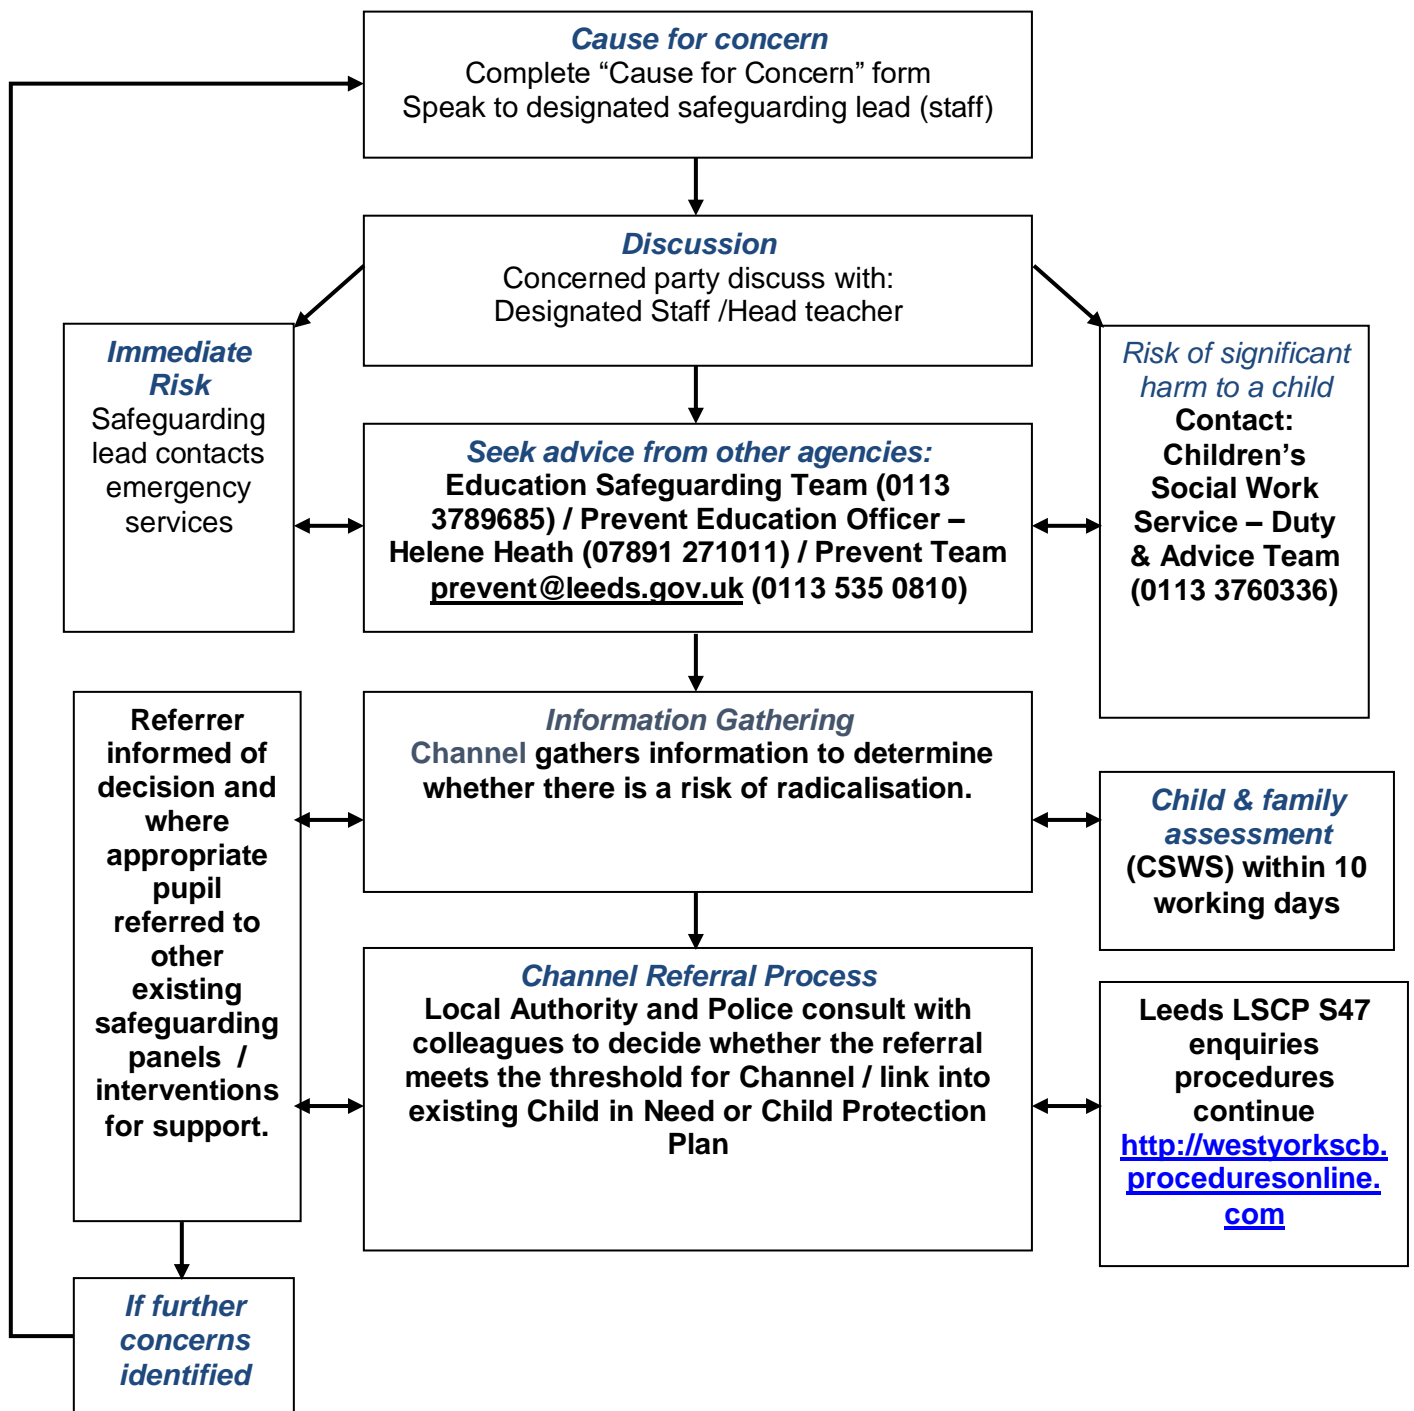 Cause for concern
Complete “Cause for Concern” form
Speak to designated safeguarding lead (staff)
Discussion
Concerned party discuss with:
Designated Staff /Head teacher
Immediate
Risk
Safeguarding
lead contacts
emergency
services
Seek advice from other agencies:
Education Safeguarding Team (0113
3789685) / Prevent Education Officer –
Helene Heath (07891 271011) / Prevent Team
prevent@leeds.gov.uk (0113 535 0810)
Risk of significant
harm to a child
Contact:
Children’s
Social Work
Service – Duty
& Advice Team
(0113 3760336)
Referrer
informed of
decision and
where
appropriate
pupil
referred to
other
existing
safeguarding
panels /
interventions
for support.
Information Gathering
Channel gathers information to determine
whether there is a risk of radicalisation.
Child & family
assessment
(CSWS) within 10
working days
Channel Referral Process
Local Authority and Police consult with
colleagues to decide whether the referral
meets the threshold for Channel / link into
existing Child in Need or Child Protection
Plan
Leeds LSCP S47
enquiries
procedures
continue
http://westyorkscb.
proceduresonline.
com
If further
concerns
identified